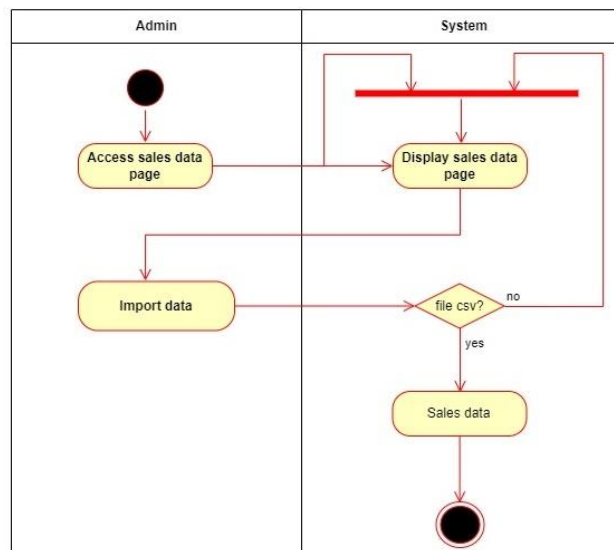 Admin
System
Access sales data
page
Display sales data
page
Import data
file csv?
no
yes
Sales data